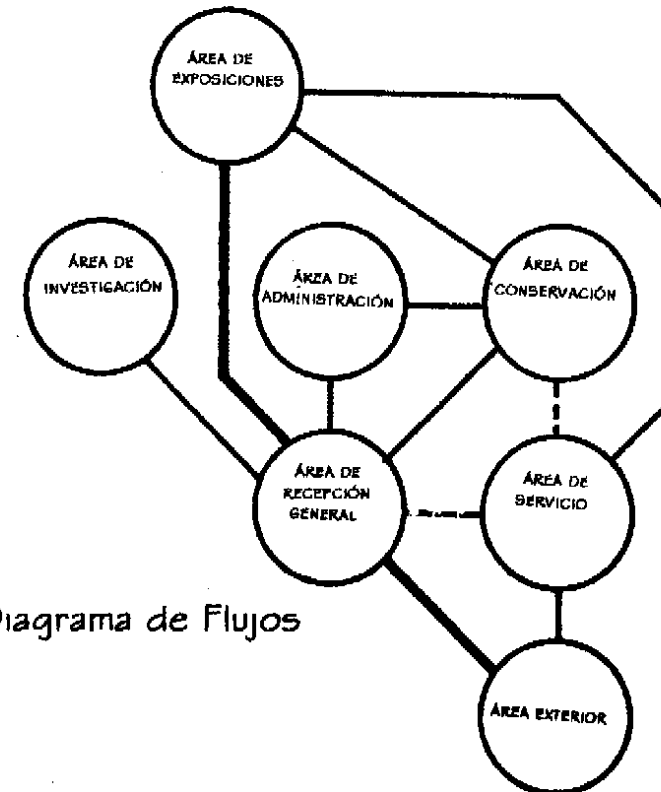 ÁREA DE
EXPOSICIONES
ÁREA DE
INVESTIGACIÓN
ÁREA DE
ADMINISTRACIÓN
ÁREA DE
CONSERVACIÓN
ÁREA DE
RECEPCIÓN
GENERAL
ÁREA DE
SERVICIO
Diagrama de Flujos
ÁREA EXTERIOR